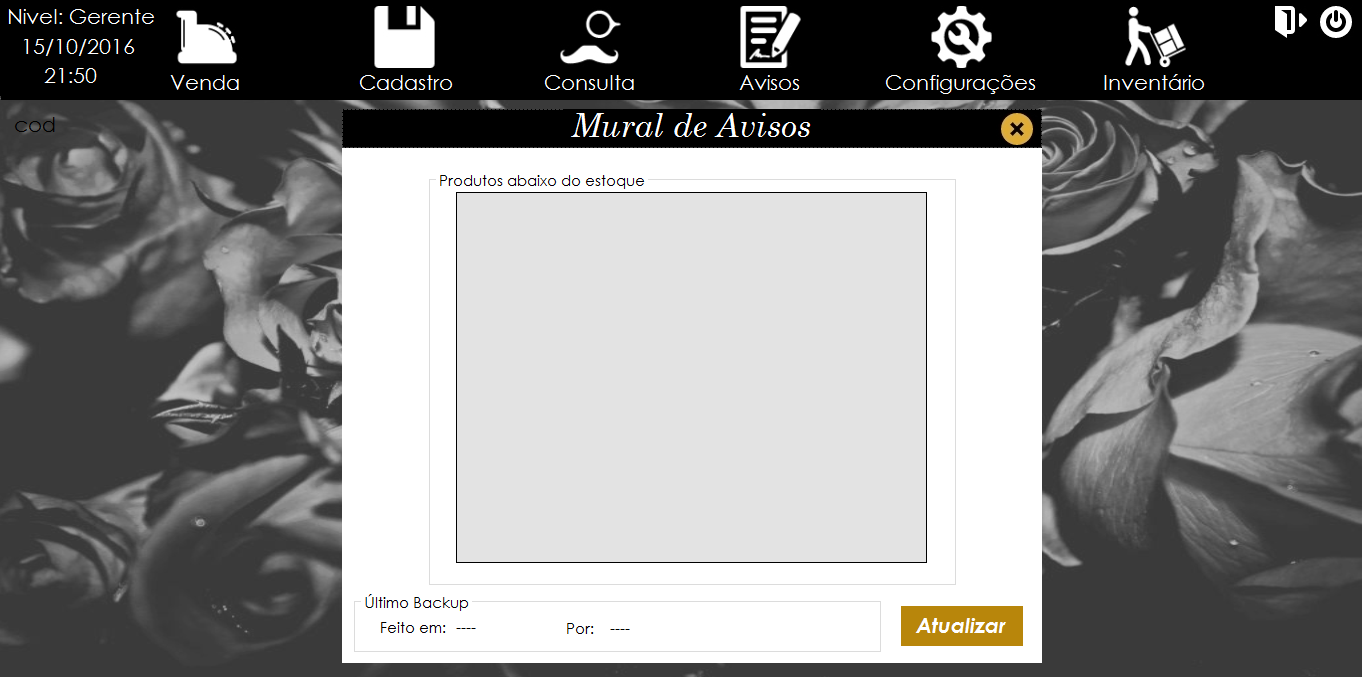 Nivel: Gerente
15/10/2016
21:50
Venda
Cadastro
Consulta
Avisos
Configurações
Inventário
cod
Mural de Avisos
Produtos abaixo do estoque
Último Backup
Feito em: ----
Por: ----
Atualizar